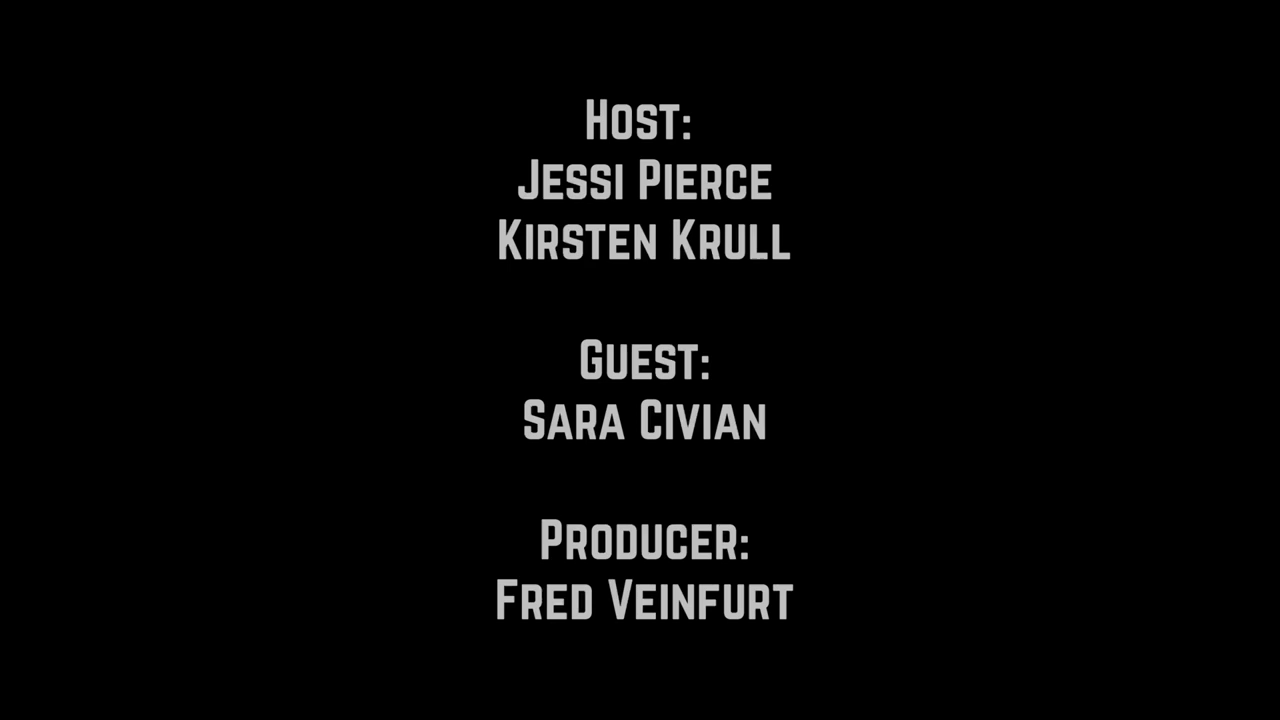 Host:
Jessi Pierce
Kirsten Krull
Guest:
Sara Civian
Producer:
Fred Veinfurt